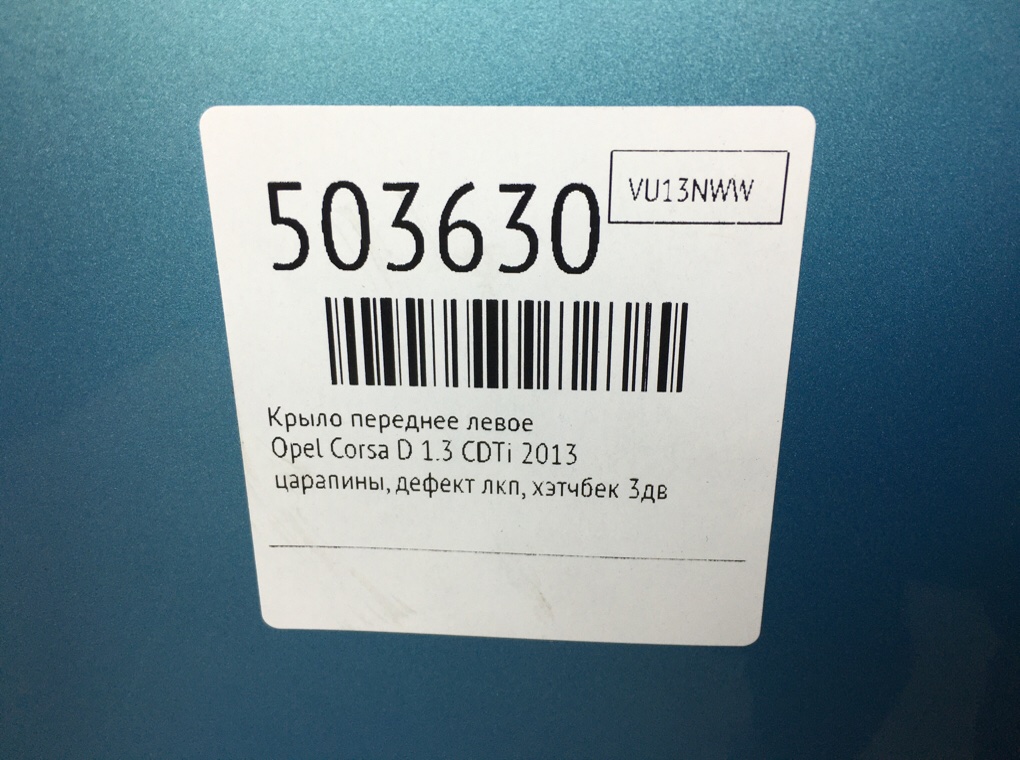 VU13NWW
503630
Крыло переднее левое
Opel Corsa D 1.3 CDTi 2013
царапины, дефект лкп, хэтчбек 3дв